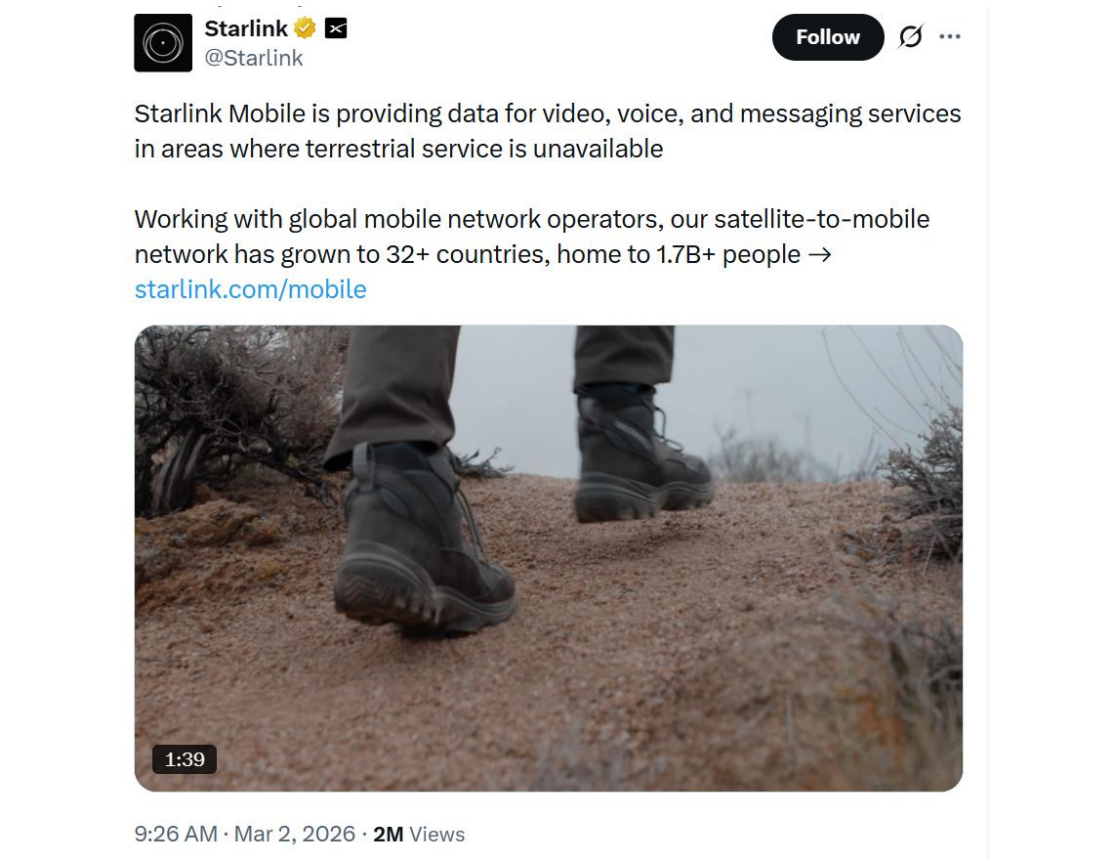 Starlink
@Starlink
Follow
Starlink Mobile is providing data for video, voice, and messaging services
in areas where terrestrial service is unavailable
Working with global mobile network operators, our satellite-to-mobile
network has grown to 32+ countries, home to 1.7B+ people →
starlink.com/mobile
1:39
9:26 AM · Mar 2, 2026 · 2M Views